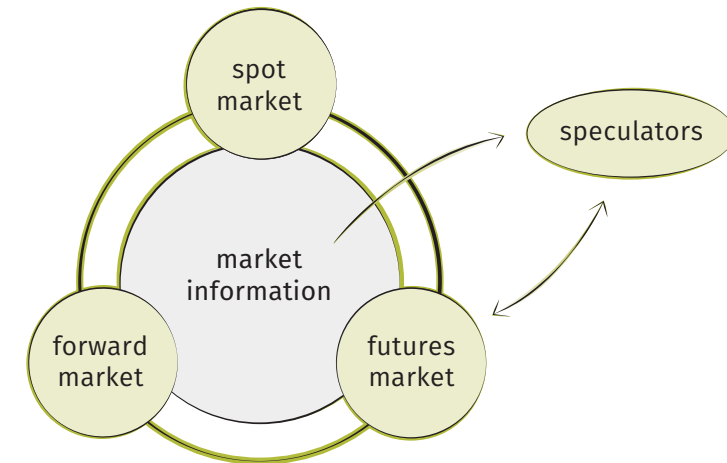 spot
market
speculators
market
information
forward
market
futures
market